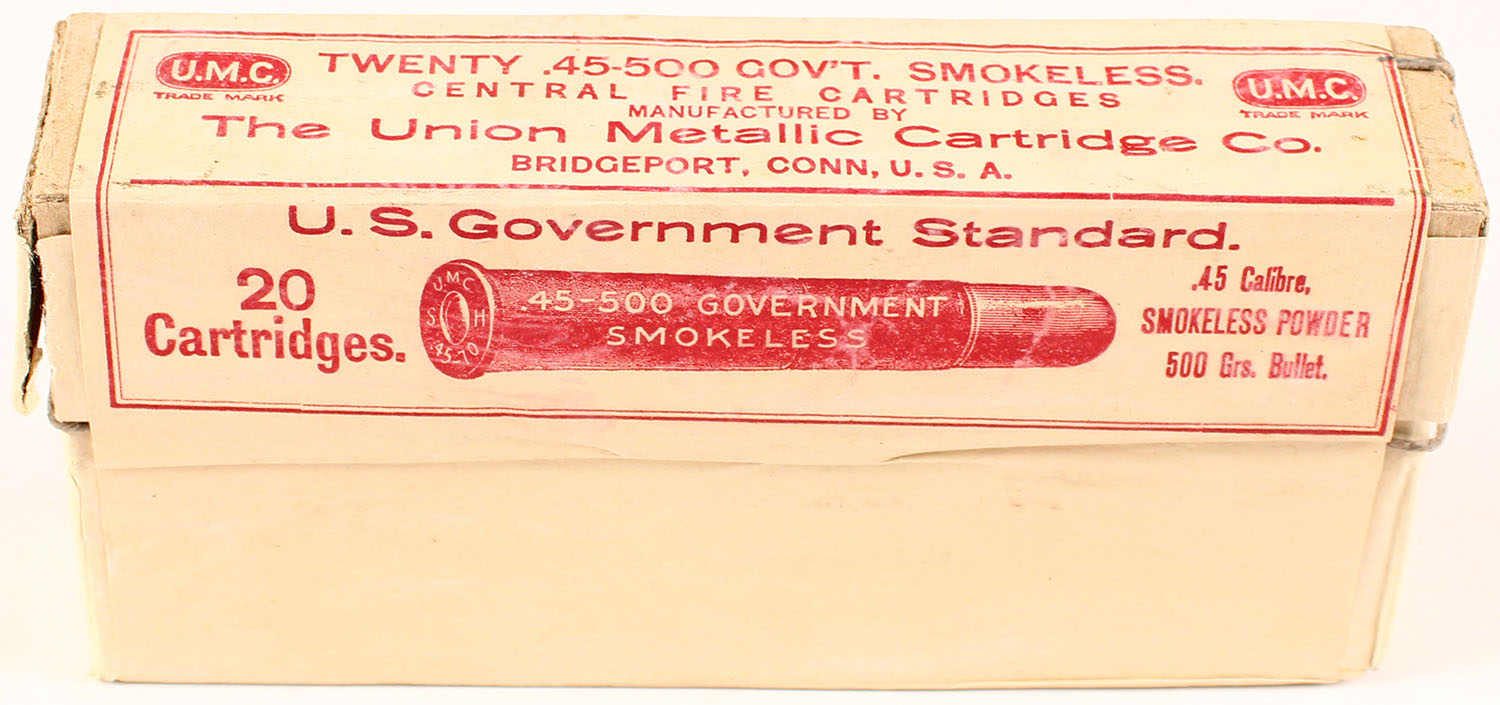 U.M.C.
TRADE MARK
TWENTY .45-500 GOV'T. SMOKELESS.
CENTRAL FIRE CARTRIDGES
MANUFACTURED BY
The Union Metallic Cartridge Co.
BRIDGEPORT, CONN, U. S. A.
U.M.C.
TRADE MARK
U. S. Government Standard.
20
Cartridges.
U.M.C
S H
.45-70
.45-500 GOVERNMENT
SMOKELESS
.45 Calibre,
SMOKELESS POWDER
500 Grs. Bullet.